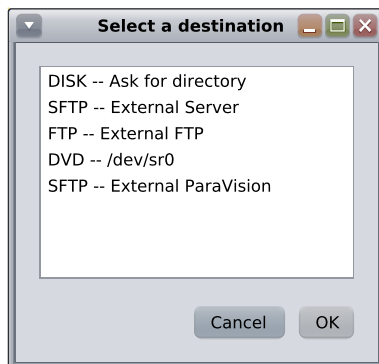 Select a destination
DISK -- Ask for directory
SFTP -- External Server
FTP -- External FTP
DVD -- /dev/sr0
SFTP -- External ParaVision
Cancel OK